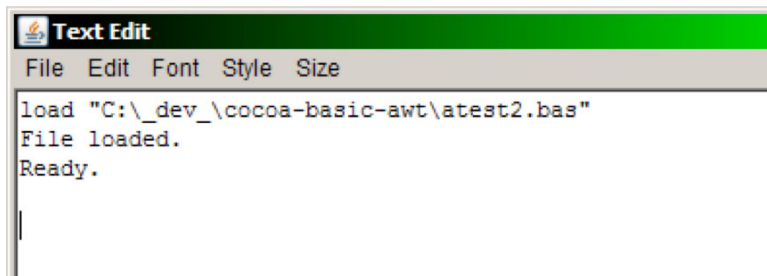 Text Edit
File Edit Font Style Size
load "C:\_dev_\cocoa-basic-awt\atest2.bas"
File loaded.
Ready.